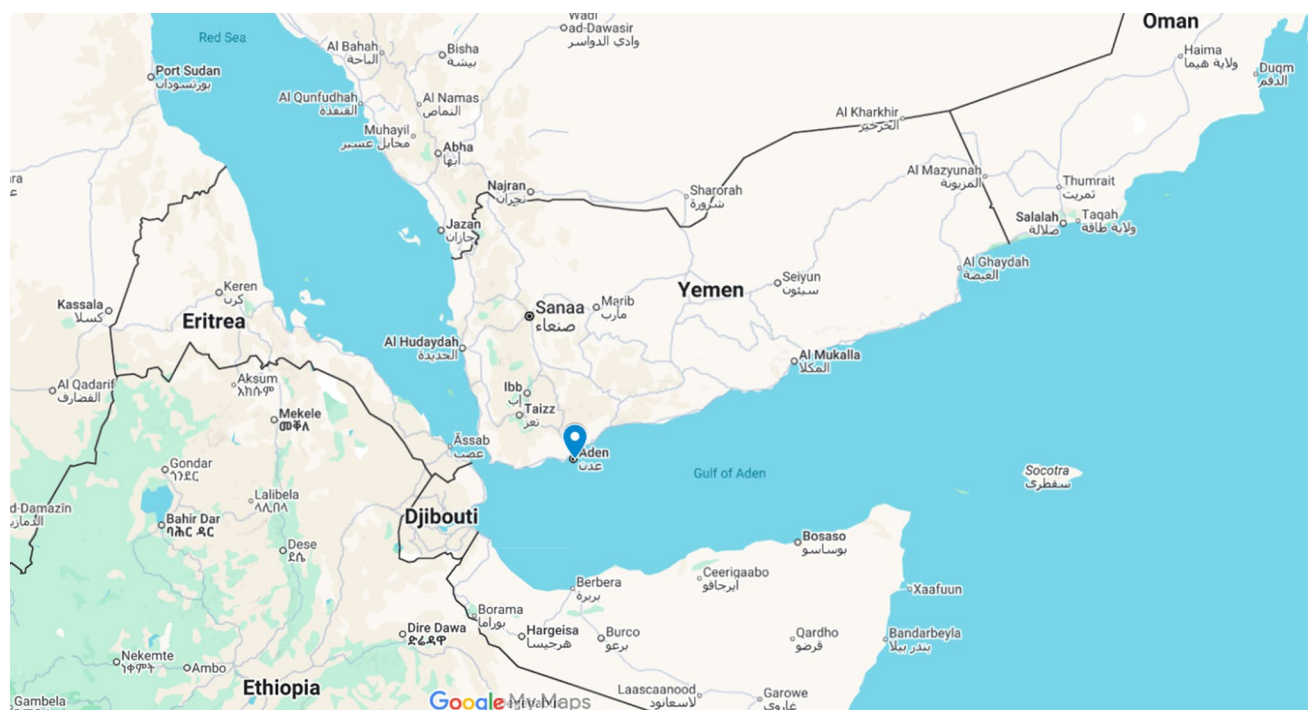 Wadi
ad-Dawasir
وادي الدواسر
Oman
Red Sea
Al Bahah
الباحة
Bisha
بيشة
Haima
ولاية هيما
Port Sudan
بورتسودان
Duqm
الدقم
Al Qunfudhah
القنفذة
Al Namas
النماص
Al Kharkhir
الخرخير
Muhayil
محايل عسير
Abha
أبها
Al Mazyunah
المزيونة
Thumrait
ثمريت
Najran
نجران
Sharorah
شرورة
Salalah
صلالة
Taqah
ولاية طاقة
Jazan
جازان
Al Ghaydah
الغيضة
Keren
كرن
Seiyun
سيئون
Yemen
Kassala
كسلا
Marib
مأرب
Sanaa
صنعاء
Eritrea
Al Hudaydah
الحديدة
Al Mukalla
المكلا
Al Qadarif
القضارف
Aksum
አክሱም
Ibb
إب
Taizz
تعز
Mekele
መቐለ
Āssab
عصب
Aden
عدن
Gulf of Aden
Gondar
ጎንደር
Socotra
سقطرى
Lalibela
ላሊበላ
d-Damazīn
Djibouti
Bahir Dar
ባሕር ዳር
Bosaso
بوساسو
Dese
ደሴ
Berbera
بربرة
Ceerigaabo
ايرجافو
Xaafuun
Borama
بوراما
Dire Dawa
ድሬዳዋ
Hargeisa
هرجيسا
Burco
برعو
Qardho
قرضو
Bandarbeyla
بندر بيلا
Nekemte
ነቀምት
Ambo
Ethiopia
Laascaanood
لاسعانود
Garowe
غاروي
Gambela
Google My Maps